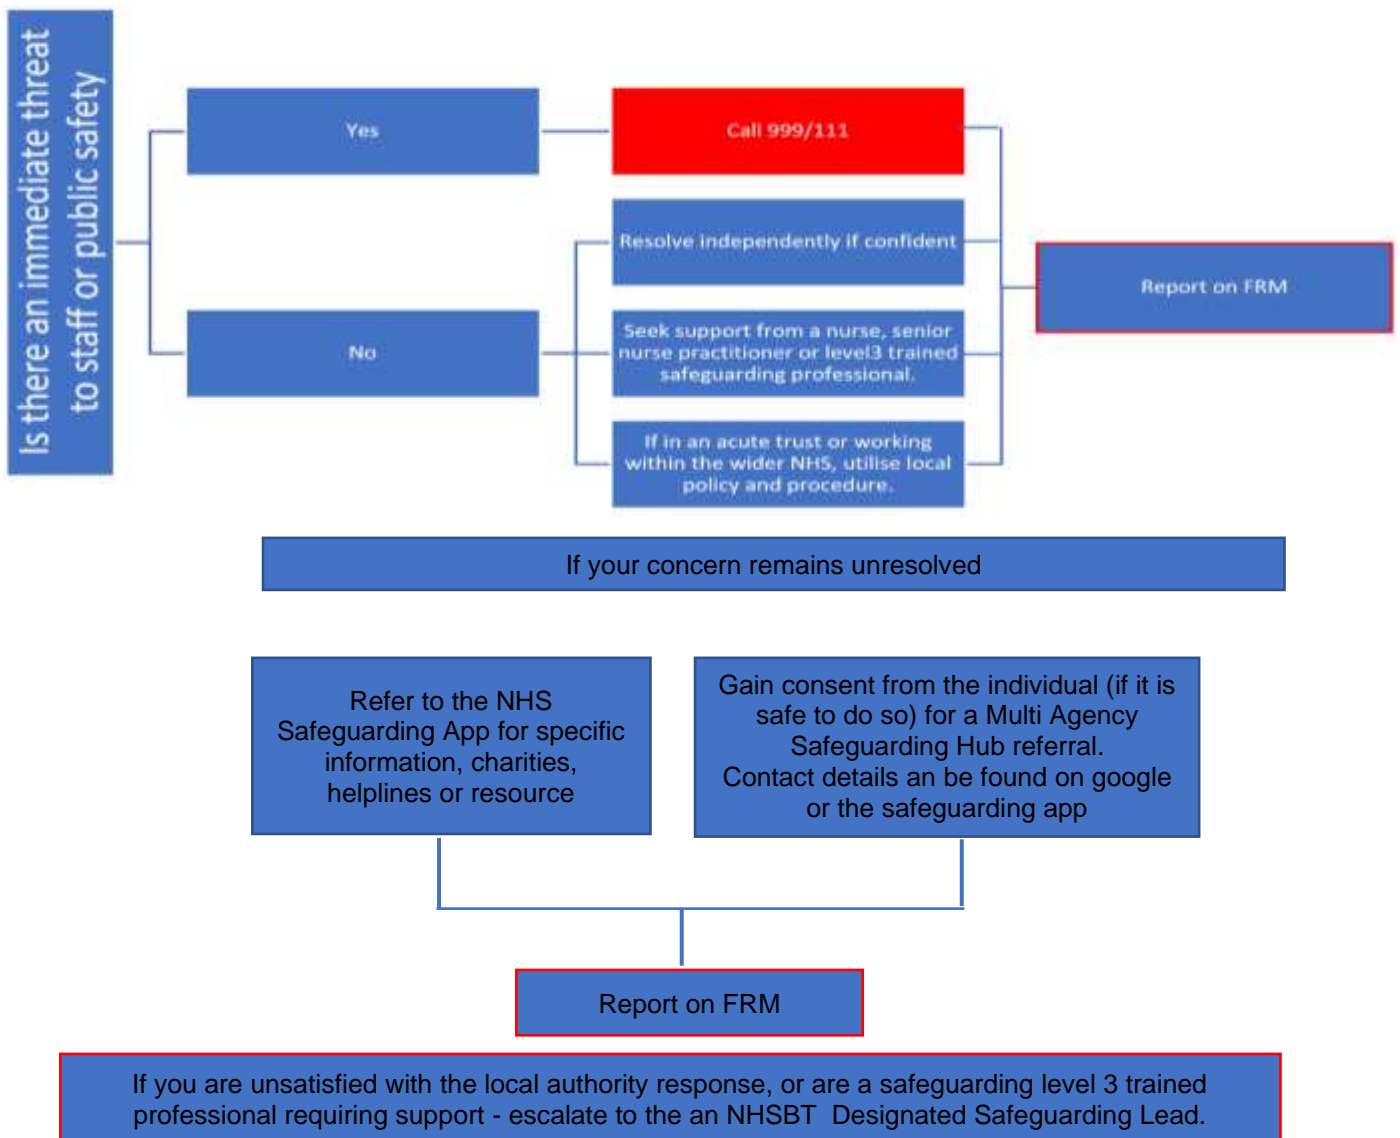 Is there an immediate threat
to staff or public safety
Yes
Call 999/111
Resolve independently if confident
Report on FRM
No
Seek support from a nurse, senior
nurse practitioner or level3 trained
safeguarding professional.
If in an acute trust or working
within the wider NHS, utilise local
policy and procedure.
If your concern remains unresolved
Refer to the NHS
Safeguarding App for specific
information, charities,
helplines or resource
Gain consent from the individual (if it is
safe to do so) for a Multi Agency
Safeguarding Hub referral.
Contact details an be found on google
or the safeguarding app
Report on FRM
If you are unsatisfied with the local authority response, or are a safeguarding level 3 trained
professional requiring support - escalate to the an NHSBT Designated Safeguarding Lead.